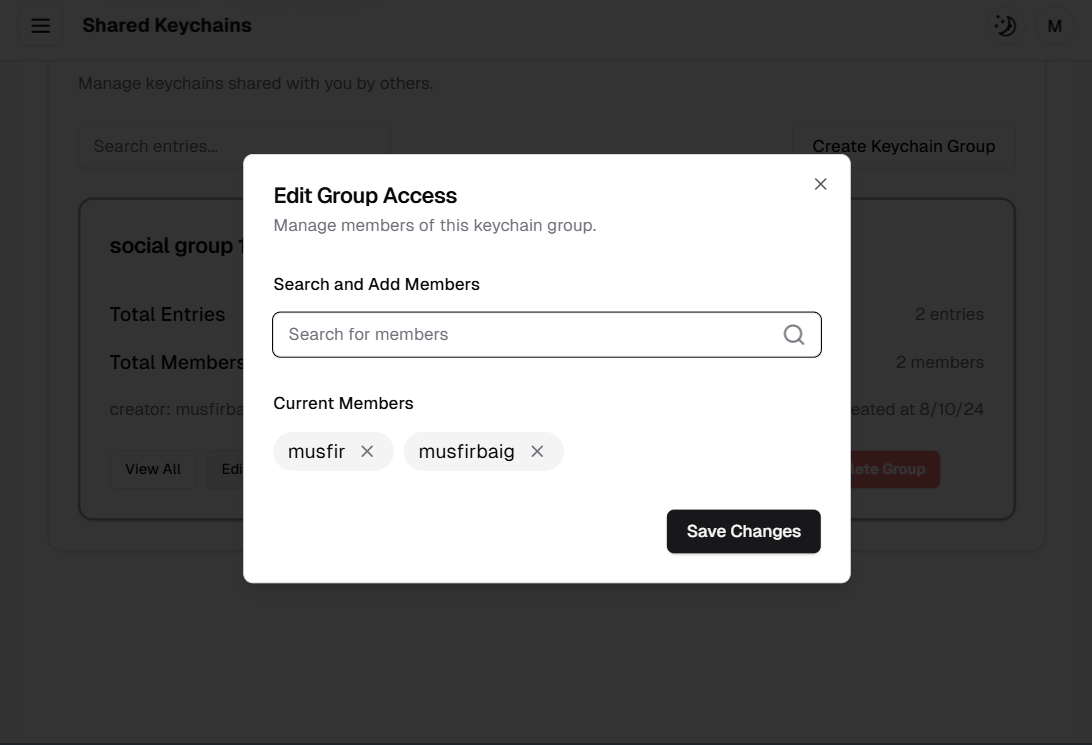 Shared Keychains
M
Manage keychains shared with you by others.
Search entries...
Create Keychain Group
social group
Total Entries
2 entries
Total Members
2 members
creator: musfirba
eated at 8/10/24
View All
Edi
lete Group
Edit Group Access
Manage members of this keychain group.
Search and Add Members
Search for members
Current Members
musfir
musfirbaig
Save Changes